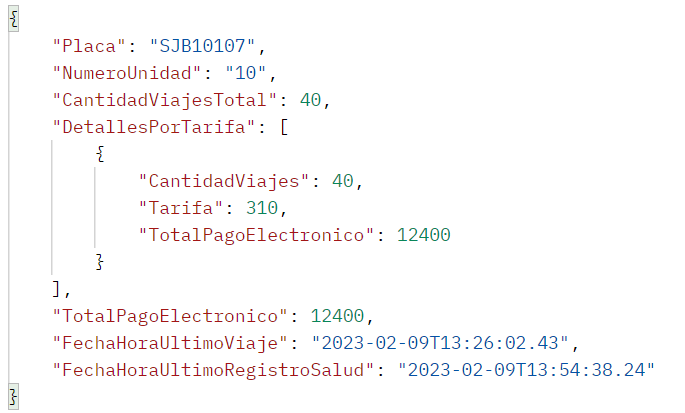 {
"Placa": "SJB10107",
"NumeroUnidad": "10",
"CantidadViajesTotal": 40,
"DetallesPorTarifa": [
{
"CantidadViajes": 40,
"Tarifa": 310,
"TotalPagoElectronico": 12400
}
],
"TotalPagoElectronico": 12400,
"FechaHoraUltimoViaje": "2023-02-09T13:26:02.43",
"FechaHoraUltimoRegistroSalud": "2023-02-09T13:54:38.24"
}